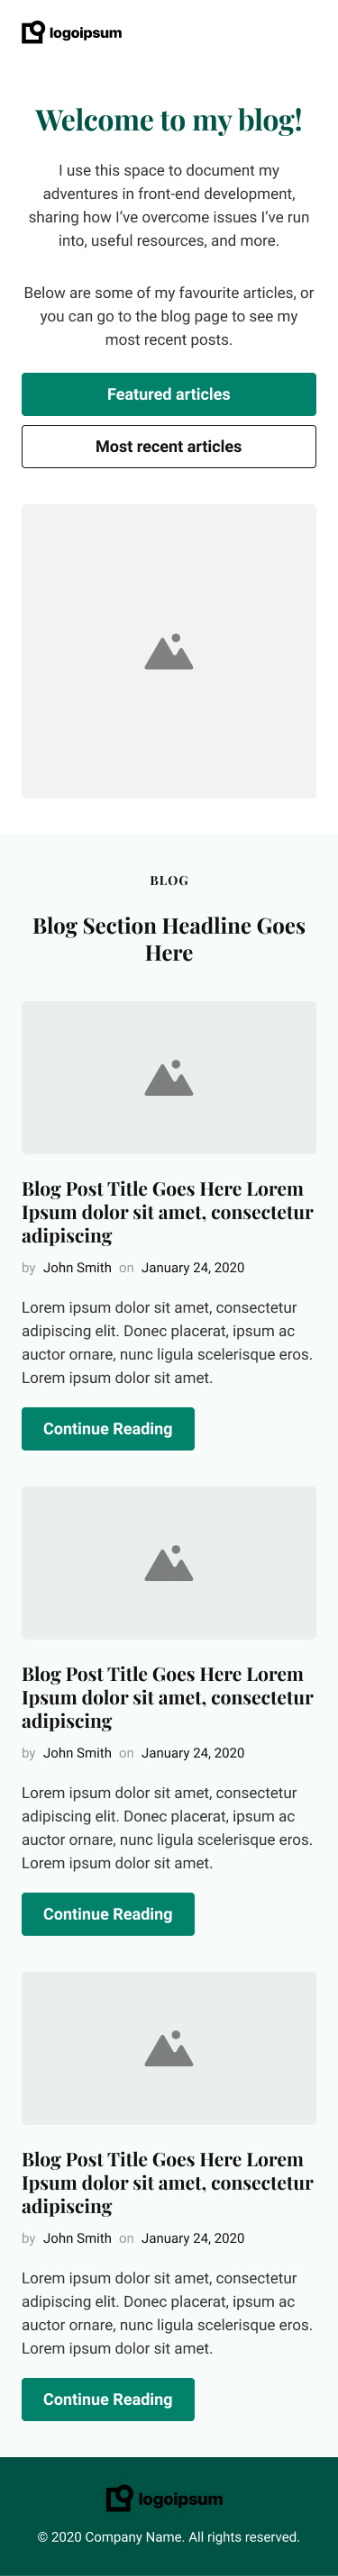 logoipsum
Welcome to my blog!
I use this space to document my
adventures in front-end development,
sharing how I’ve overcome issues I’ve run
into, useful resources, and more.
Below are some of my favourite articles, or
you can go to the blog page to see my
most recent posts.
Featured articles
Most recent articles
BLOG
Blog Section Headline Goes
Here
Blog Post Title Goes Here Lorem
Ipsum dolor sit amet, consectetur
adipiscing
by John Smith on January 24, 2020
Lorem ipsum dolor sit amet, consectetur
adipiscing elit. Donec placerat, ipsum ac
auctor ornare, nunc ligula scelerisque eros.
Lorem ipsum dolor sit amet.
Continue Reading
Blog Post Title Goes Here Lorem
Ipsum dolor sit amet, consectetur
adipiscing
by John Smith on January 24, 2020
Lorem ipsum dolor sit amet, consectetur
adipiscing elit. Donec placerat, ipsum ac
auctor ornare, nunc ligula scelerisque eros.
Lorem ipsum dolor sit amet.
Continue Reading
Blog Post Title Goes Here Lorem
Ipsum dolor sit amet, consectetur
adipiscing
by John Smith on January 24, 2020
Lorem ipsum dolor sit amet, consectetur
adipiscing elit. Donec placerat, ipsum ac
auctor ornare, nunc ligula scelerisque eros.
Lorem ipsum dolor sit amet.
Continue Reading
logoipsum
© 2020 Company Name. All rights reserved.